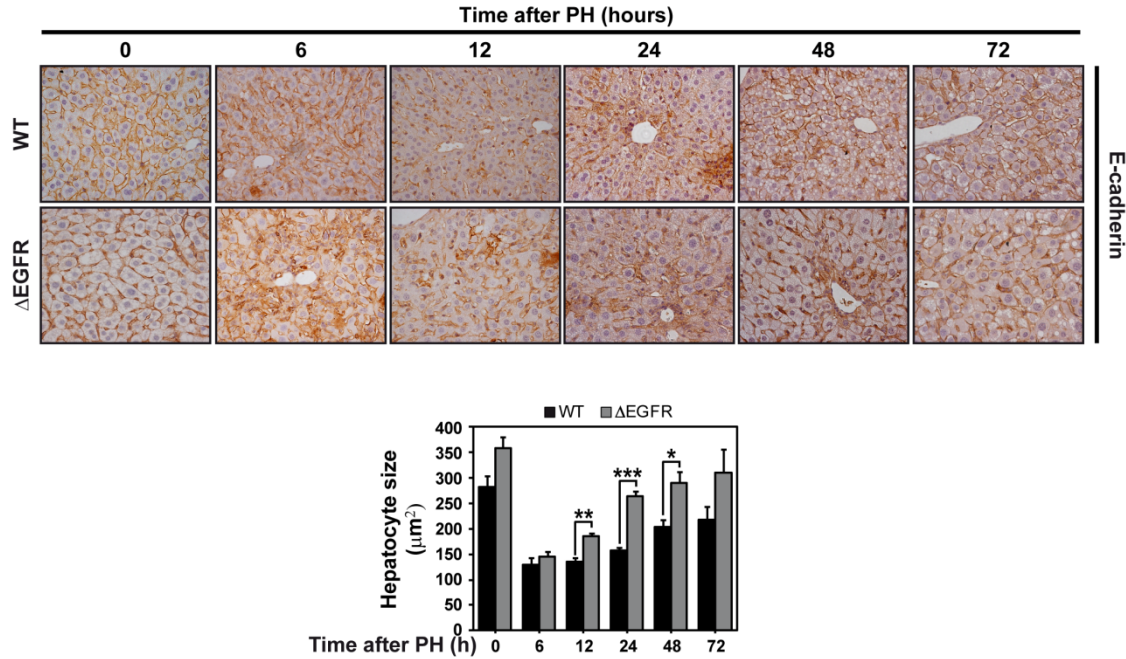 Time after PH (hours)
0 6 12 24 48 72
WT
ΔEGFR
E-cadherin
WT ΔEGFR
Hepatocyte size
(μm²)
400
350
300
250
200
150
100
50
0
** *** *
Time after PH (h) 0 6 12 24 48 72